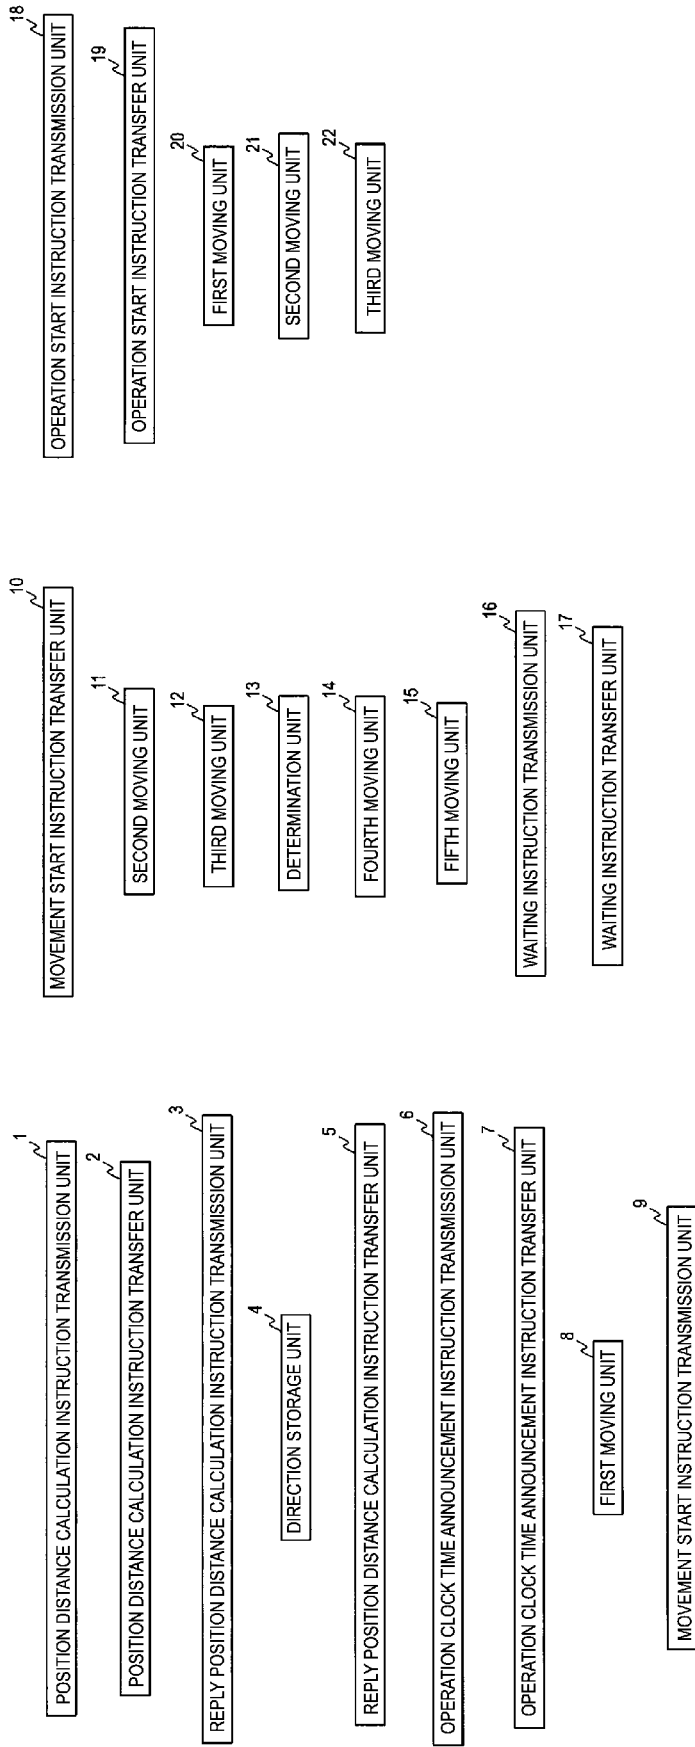 1
POSITION DISTANCE CALCULATION INSTRUCTION TRANSMISSION UNIT
2
POSITION DISTANCE CALCULATION INSTRUCTION TRANSFER UNIT
3
REPLY POSITION DISTANCE CALCULATION INSTRUCTION TRANSMISSION UNIT
4
DIRECTION STORAGE UNIT
5
REPLY POSITION DISTANCE CALCULATION INSTRUCTION TRANSFER UNIT
6
OPERATION CLOCK TIME ANNOUNCEMENT INSTRUCTION TRANSMISSION UNIT
7
OPERATION CLOCK TIME ANNOUNCEMENT INSTRUCTION TRANSFER UNIT
8
FIRST MOVING UNIT
9
MOVEMENT START INSTRUCTION TRANSMISSION UNIT
10
MOVEMENT START INSTRUCTION TRANSFER UNIT
11
SECOND MOVING UNIT
12
THIRD MOVING UNIT
13
DETERMINATION UNIT
14
FOURTH MOVING UNIT
15
FIFTH MOVING UNIT
16
WAITING INSTRUCTION TRANSMISSION UNIT
17
WAITING INSTRUCTION TRANSFER UNIT
18
OPERATION START INSTRUCTION TRANSMISSION UNIT
19
OPERATION START INSTRUCTION TRANSFER UNIT
20
FIRST MOVING UNIT
21
SECOND MOVING UNIT
22
THIRD MOVING UNIT